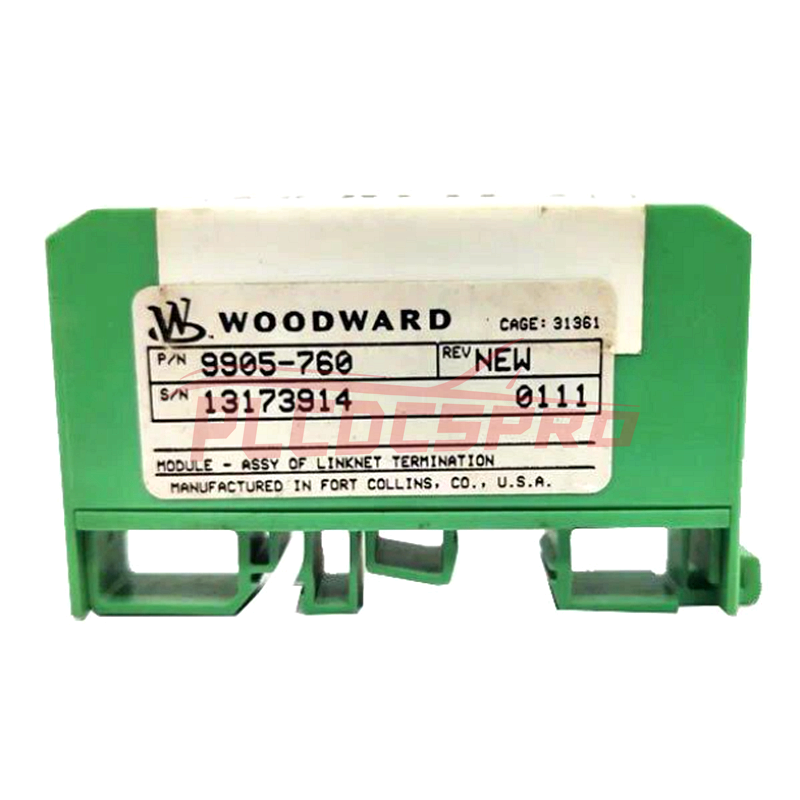 WOODWARD CAGE: 31361
P/N 9905-760 REV NEW
S/N 13173914 0111
PLCDCSPRO
MODULE - ASSY OF LINKNET TERMINATION
MANUFACTURED IN FORT COLLINS, CO., U.S.A.